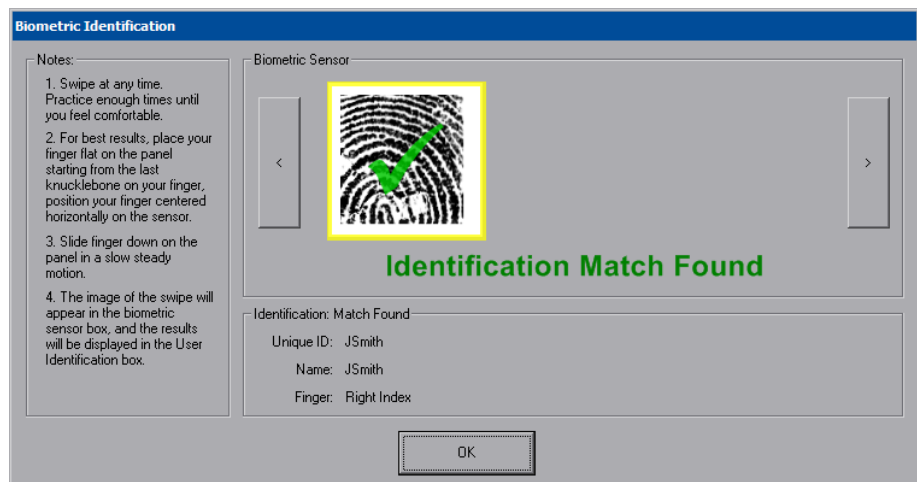 Biometric Identification
Notes:
1. Swipe at any time.
Practice enough times until
you feel comfortable.
2. For best results, place your
finger flat on the panel
starting from the last
knucklebone on your finger,
position your finger centered
horizontally on the sensor.
3. Slide finger down on the
panel in a slow steady
motion.
4. The image of the swipe will
appear in the biometric
sensor box, and the results
will be displayed in the User
Identification box.
Biometric Sensor
<
>
Identification Match Found
Identification: Match Found
Unique ID: JSmith
Name: JSmith
Finger: Right Index
OK